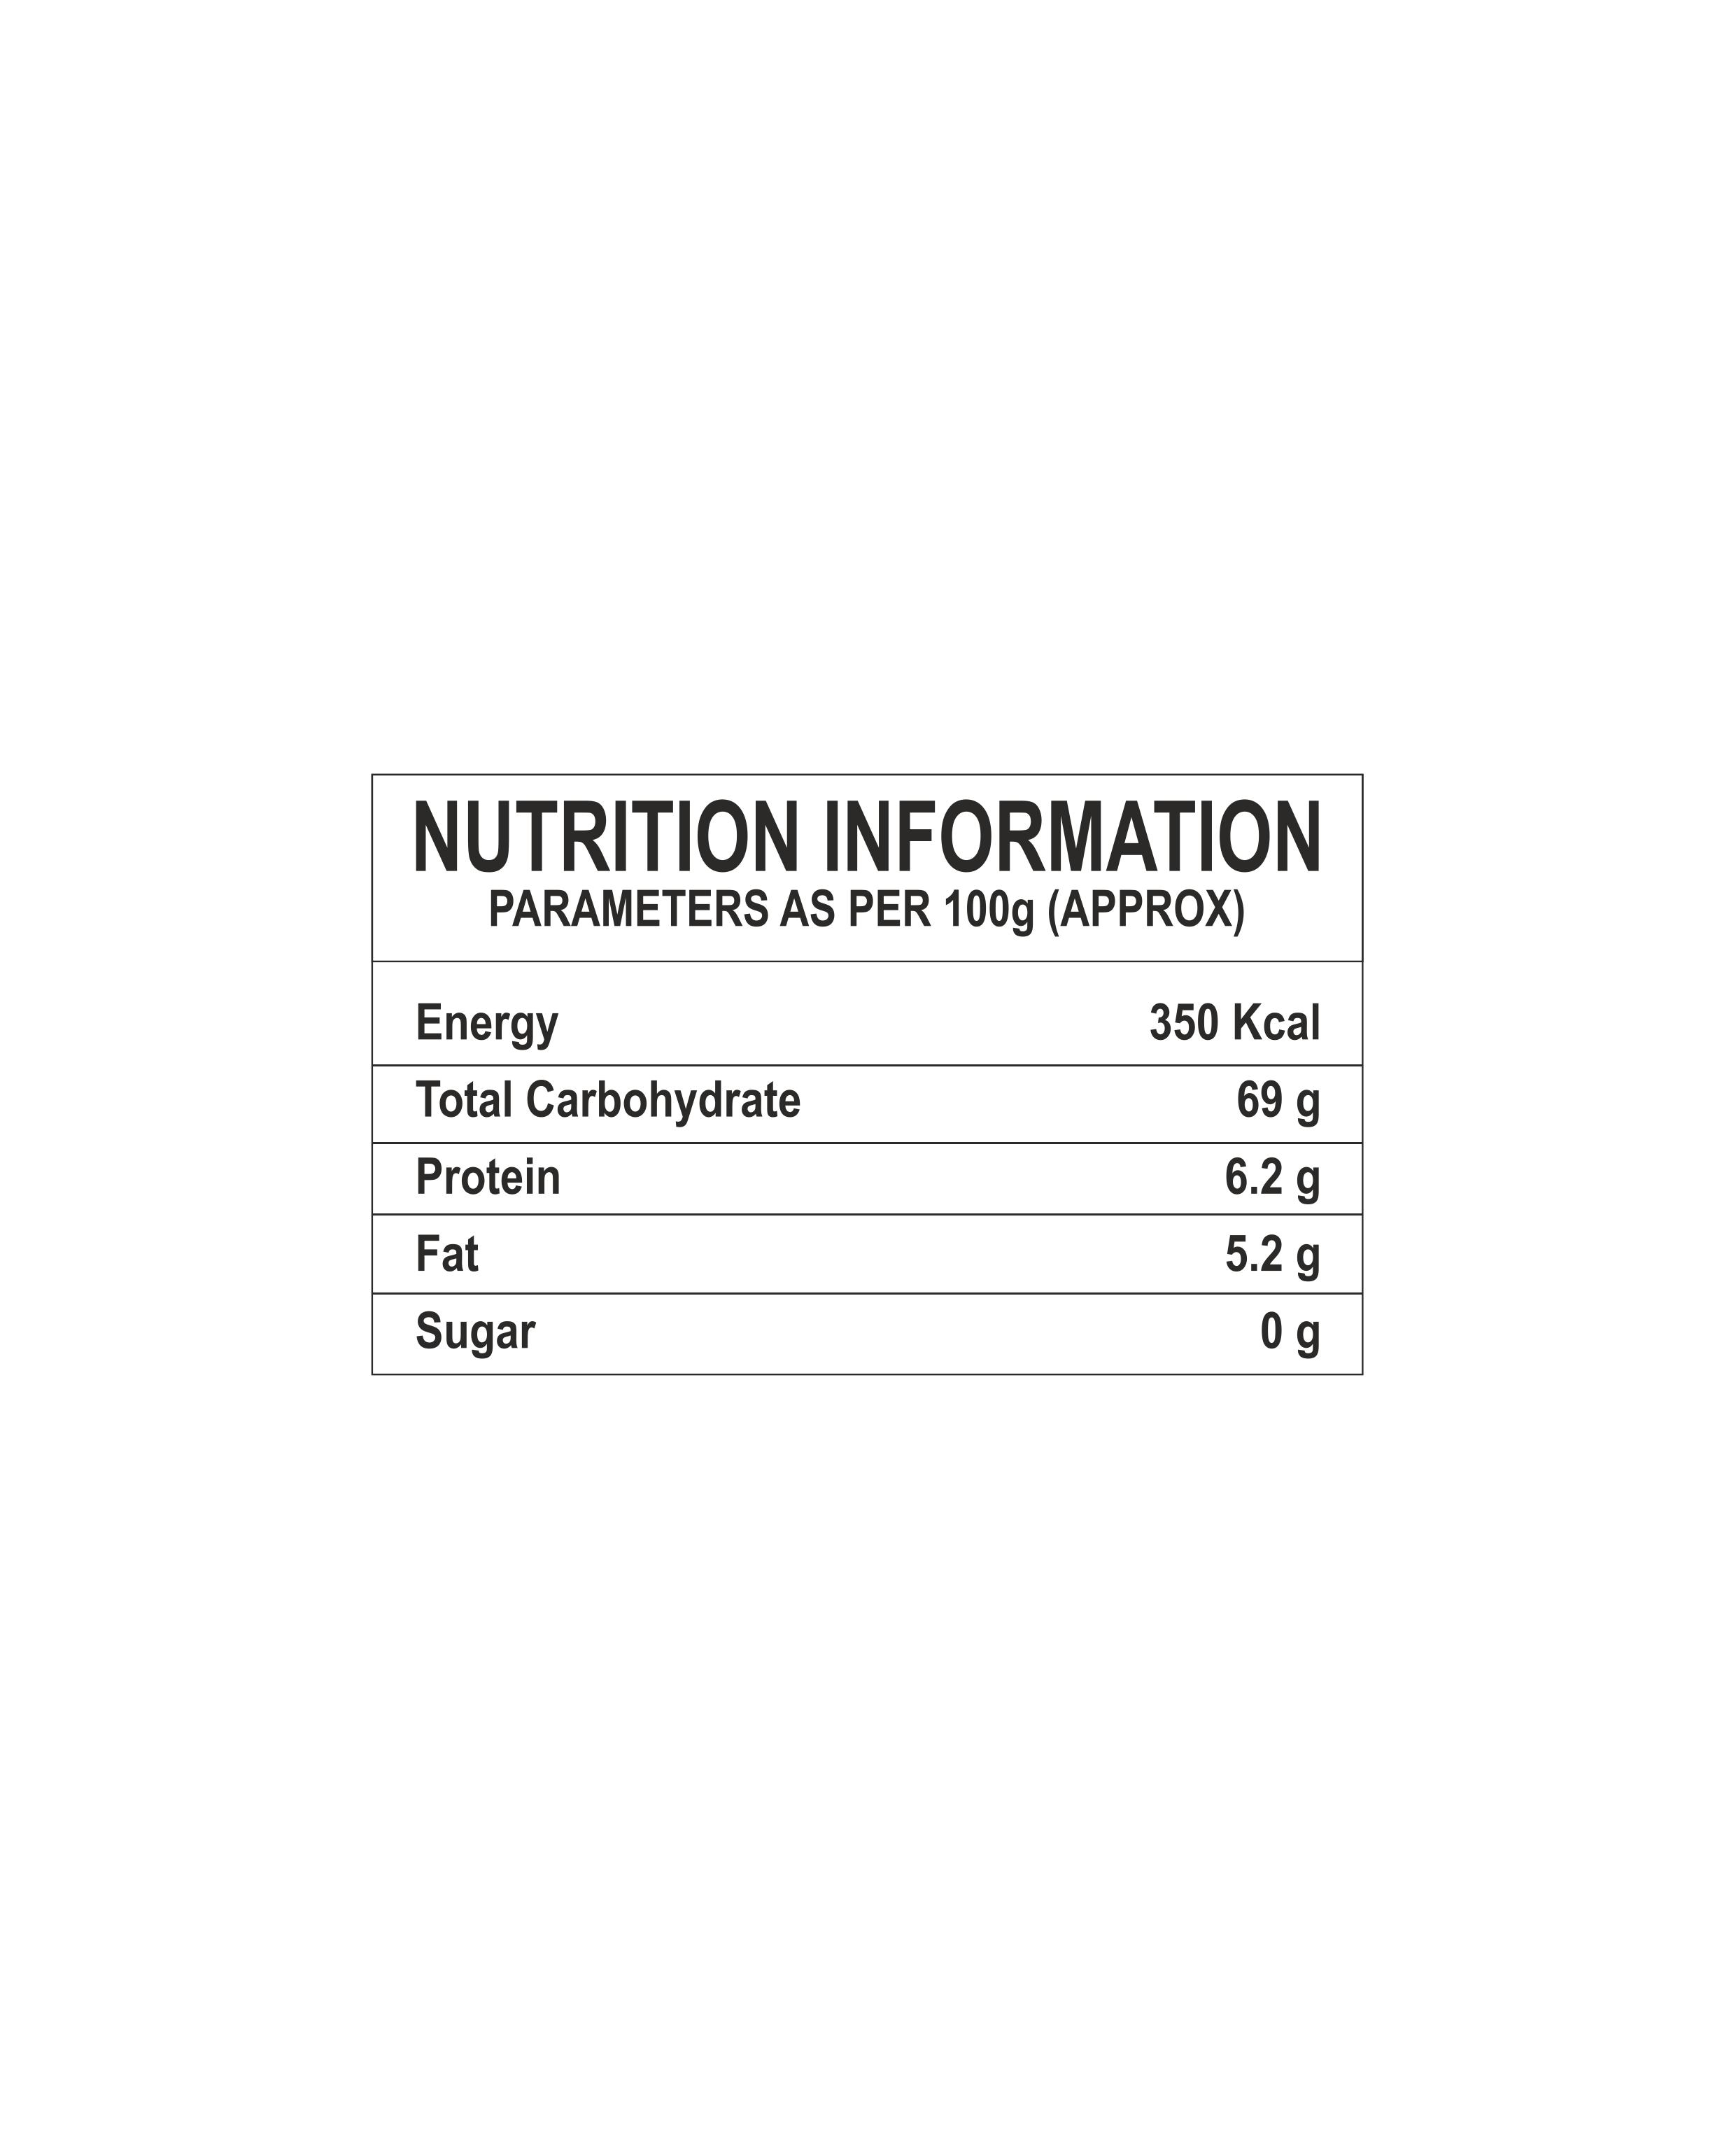 NUTRITION INFORMATION
PARAMETERS AS PER 100g (APPROX)
Energy 350 Kcal
Total Carbohydrate 69 g
Protein 6.2 g
Fat 5.2 g
Sugar 0 g